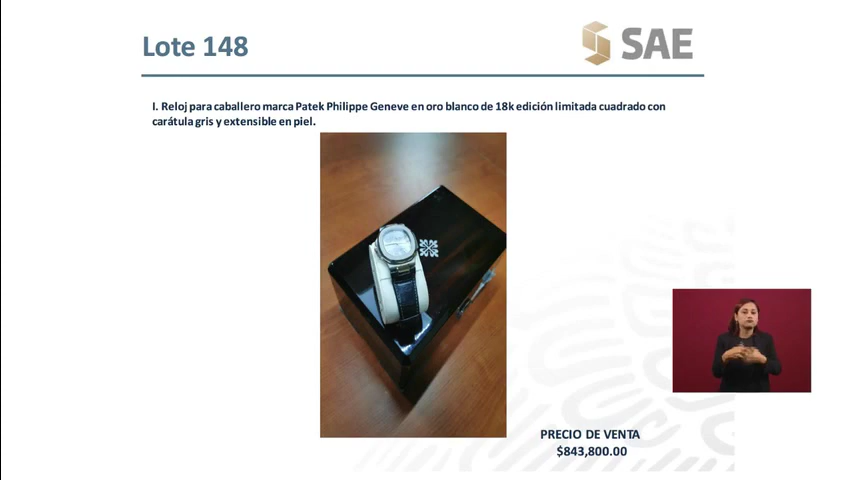 Lote 148
SAE
I. Reloj para caballero marca Patek Philippe Geneve en oro blanco de 18k edición limitada cuadrado con
carátula gris y extensible en piel.
PRECIO DE VENTA
$843,800.00